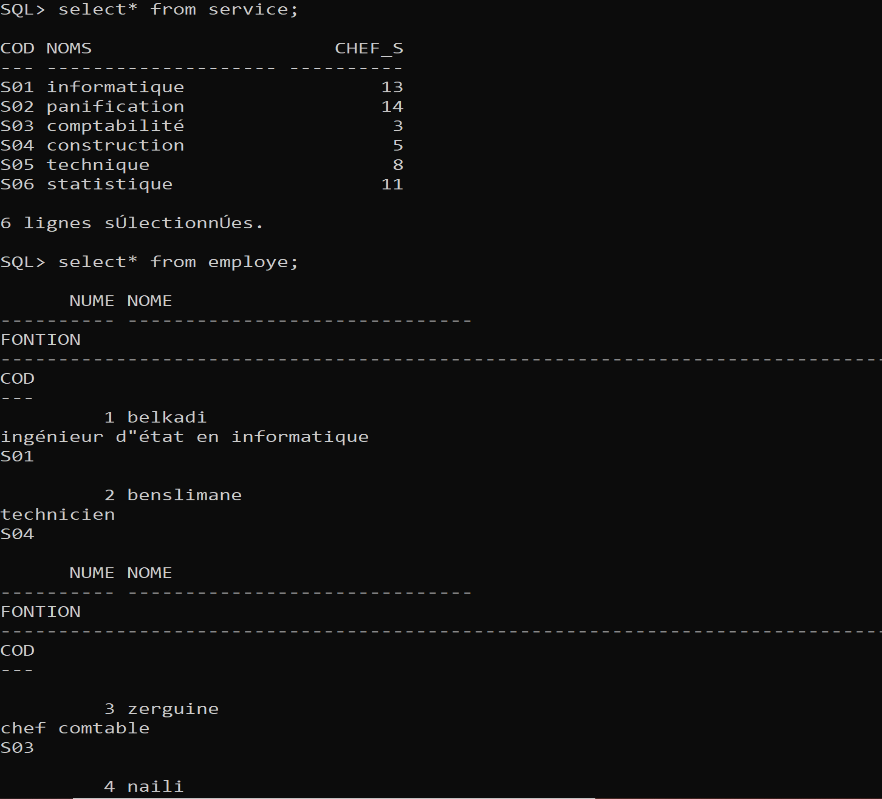 SQL> select* from service;
COD NOMS                     CHEF_S
--- -------------------- ----------
S01 informatique                 13
S02 panification                 14
S03 comptabilité                  3
S04 construction                  5
S05 technique                     8
S06 statistique                  11
6 lignes sÚlectionnÚes.
SQL> select* from employe;
      NUME NOME
---------- ------------------------------
FONTION
--------------------------------------------------------------------------------
COD
---
         1 belkadi
ingénieur d"état en informatique
S01
         2 benslimane
technicien
S04
      NUME NOME
---------- ------------------------------
FONTION
--------------------------------------------------------------------------------
COD
---
         3 zerguine
chef comtable
S03
         4 naili